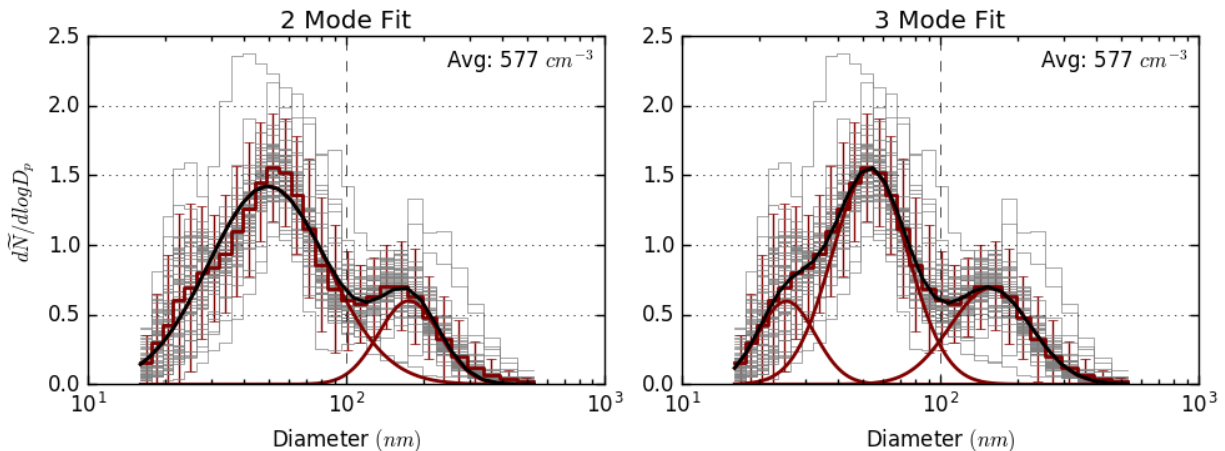 2 Mode Fit
Avg: 577 cm⁻³
dÑ/dlogD_p
2.5
2.0
1.5
1.0
0.5
0.0
10¹
10²
10³
Diameter (nm)
3 Mode Fit
Avg: 577 cm⁻³
2.5
2.0
1.5
1.0
0.5
0.0
10¹
10²
10³
Diameter (nm)